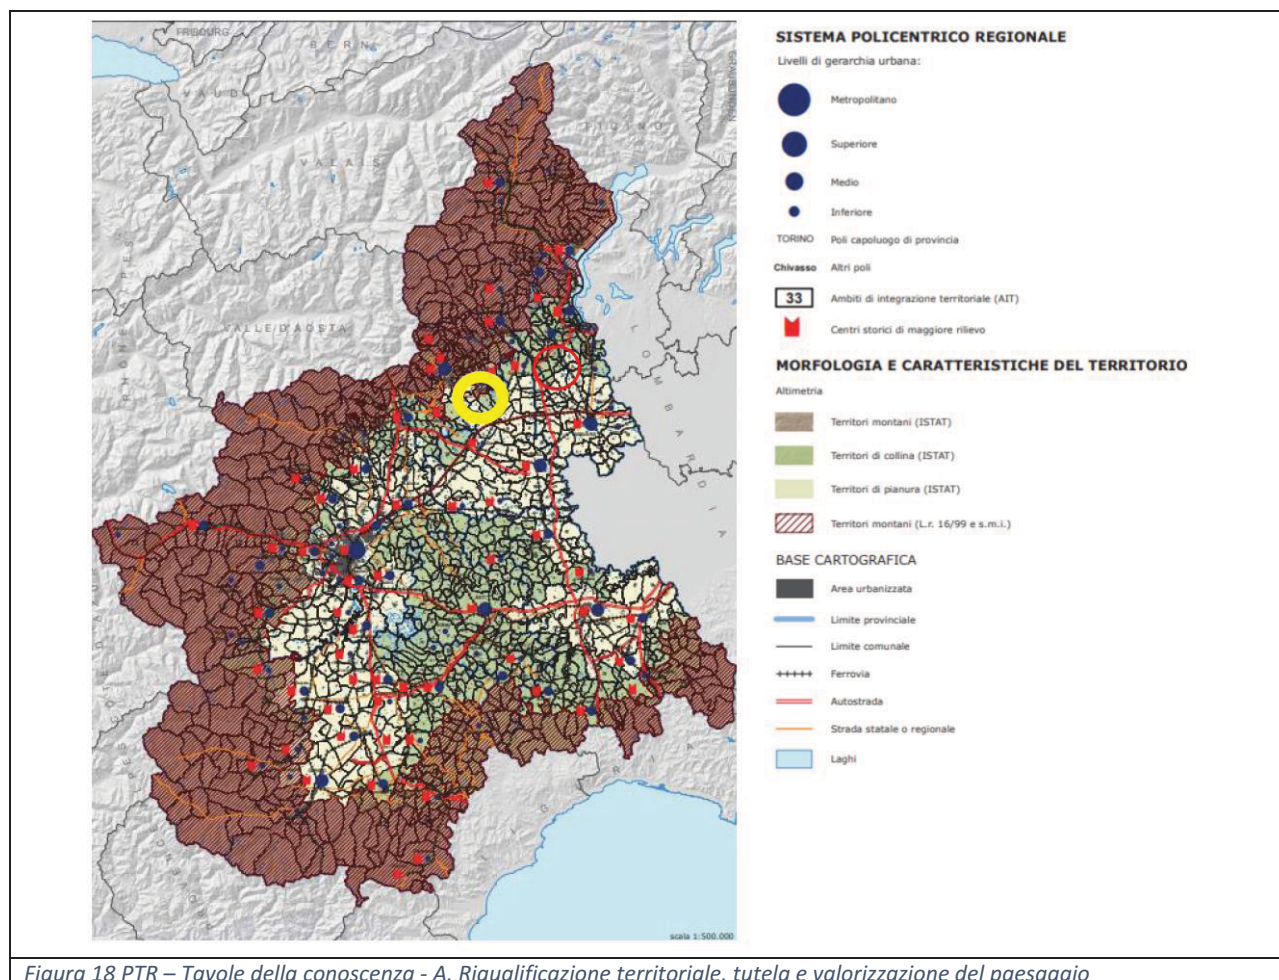 FRIBOURG
BERN
GRAUBÜNDEN
VAUD
TICINO
VALAIS
VALLE D'AOSTA
LOMBARDIA
scala 1:500.000
SISTEMA POLICENTRICO REGIONALE
Livelli di gerarchia urbana:
Metropolitano
Superiore
Medio
Inferiore
TORINO Poli capoluogo di provincia
Chivasso Altri poli
33 Ambiti di integrazione territoriale (AIT)
Centri storici di maggiore rilievo
MORFOLOGIA E CARATTERISTICHE DEL TERRITORIO
Altimetria
Territori montani (ISTAT)
Territori di collina (ISTAT)
Territori di pianura (ISTAT)
Territori montani (L.r. 16/99 e s.m.i.)
BASE CARTOGRAFICA
Area urbanizzata
Limite provinciale
Limite comunale
Ferrovia
Autostrada
Strada statale o regionale
Laghi
Figura 18 PTR – Tavole della conoscenza - A. Riqualificazione territoriale, tutela e valorizzazione del paesaggio